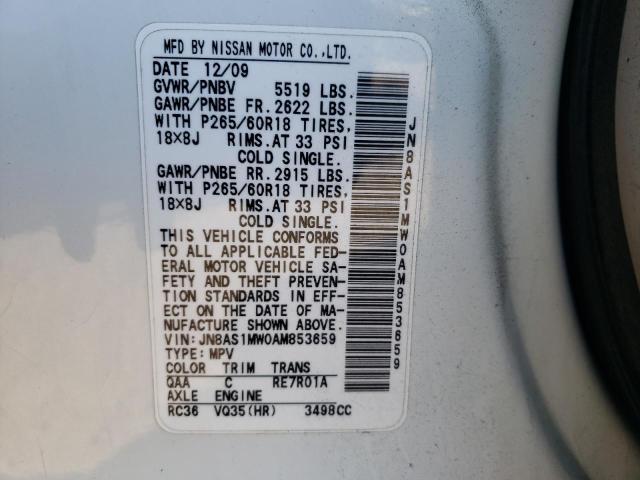 MFD BY NISSAN MOTOR CO.,LTD.
DATE 12/09
GVWR/PNBV 5519 LBS.
GAWR/PNBE FR. 2622 LBS.
WITH P265/60R18 TIRES,
18×8J RIMS. AT 33 PSI
COLD SINGLE.
GAWR/PNBE RR. 2915 LBS.
WITH P265/60R18 TIRES,
18×8J RIMS. AT 33 PSI
COLD SINGLE.
THIS VEHICLE CONFORMS
TO ALL APPLICABLE FED-
ERAL MOTOR VEHICLE SA-
FETY AND THEFT PREVEN-
TION STANDARDS IN EFF-
ECT ON THE DATE OF MA-
NUFACTURE SHOWN ABOVE.
VIN: JN8AS1MW0AM853659
TYPE: MPV
COLOR TRIM TRANS
QAA C RE7R01A
AXLE ENGINE
RC36 VQ35(HR) 3498CC
JN8AS1MW0AM853659